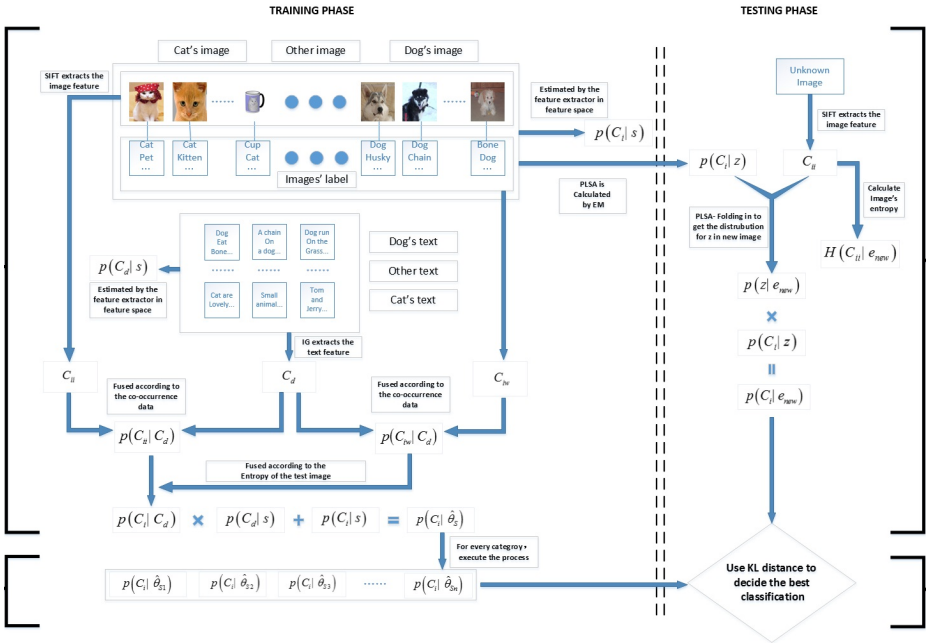 TRAINING PHASE
TESTING PHASE
Cat's image
Other image
Dog's image
SIFT extracts the
image feature
Cat
Pet
...
Cat
Kitten
...
Cup
Cat
...
Dog
Husky
...
Dog
Chain
...
Bone
Dog
...
Images' label
Estimated by the
feature extractor in
feature space
p(C_i| s)
PLSA is
Calculated
by EM
Unknown
Image
SIFT extracts the
image feature
p(C_i| z)
C_it
Calculate
Image's
entropy
PLSA- Folding in to
get the distrubution
for z in new image
H(C_it| e_new)
p(z| e_new)
×
p(C_i| z)
=
p(C_i| e_new)
Dog
Eat
Bone...
A chain
On
a dog...
Dog run
On the
Grass...
......
......
......
Cat are
Lovely...
Small
animal...
Tom
and
Jerry...
Dog's text
Other text
Cat's text
p(C_d| s)
Estimated by the
feature extractor in
feature space
IG extracts the
text feature
C_it
C_d
C_iw
Fused according to
the co-occurrence
data
Fused according to
the co-occurrence
data
p(C_it| C_d)
p(C_iw| C_d)
Fused according to the
Entropy of the test image
p(C_i| C_d) × p(C_d| s) + p(C_i| s) = p(C_i| θ̂_S)
For every categroy •
execute the process
p(C_i| θ̂_S1) p(C_i| θ̂_S2) p(C_i| θ̂_S3) ...... p(C_i| θ̂_Sn)
Use KL distance to
decide the best
classification